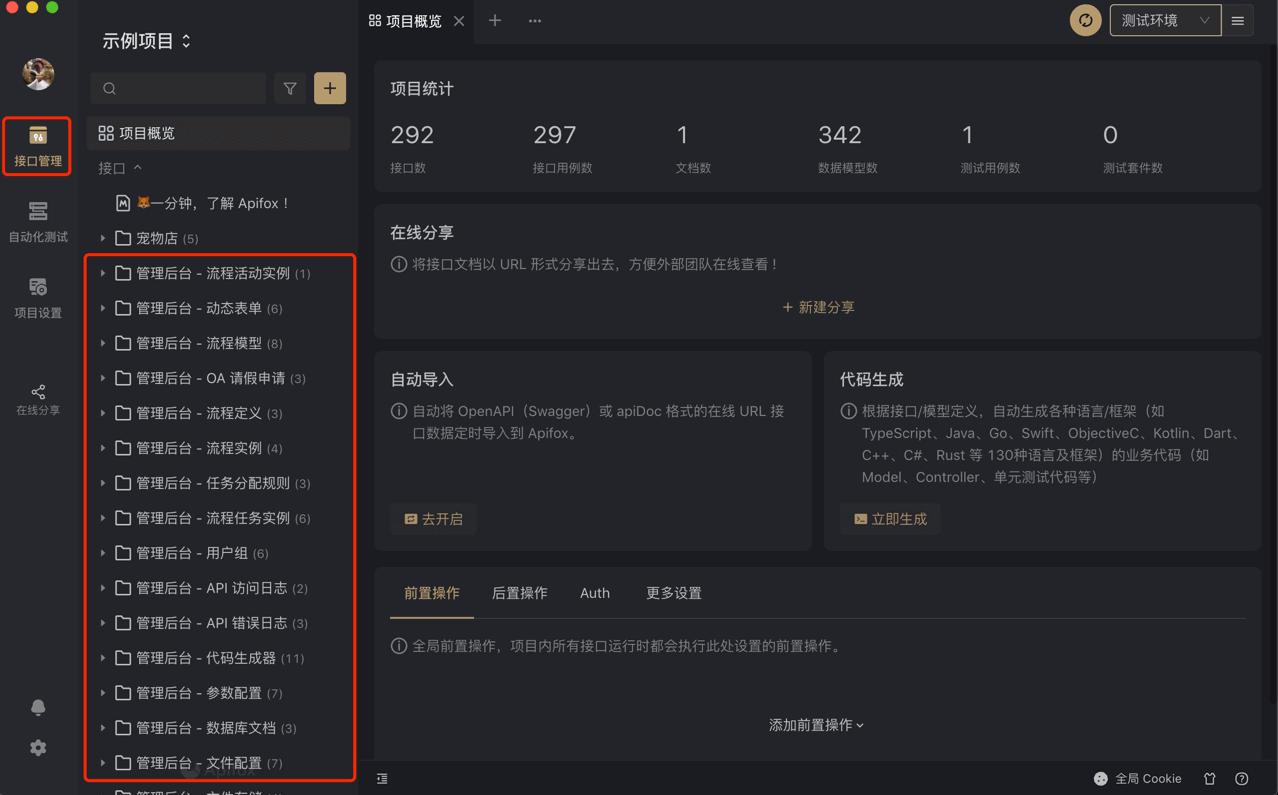 示例项目
项目概览
接口管理
自动化测试
项目设置
在线分享
项目概览
接口
一分钟，了解 Apifox！
宠物店 (5)
管理后台 - 流程活动实例 (1)
管理后台 - 动态表单 (6)
管理后台 - 流程模型 (8)
管理后台 - OA 请假申请 (3)
管理后台 - 流程定义 (3)
管理后台 - 流程实例 (4)
管理后台 - 任务分配规则 (3)
管理后台 - 流程任务实例 (6)
管理后台 - 用户组 (6)
管理后台 - API 访问日志 (2)
管理后台 - API 错误日志 (3)
管理后台 - 代码生成器 (11)
管理后台 - 参数配置 (7)
管理后台 - 数据库文档 (3)
管理后台 - 文件配置 (7)
Apifox
测试环境
项目统计
292 297 1 342 1 0
接口数 接口用例数 文档数 数据模型数 测试用例数 测试套件数
在线分享
将接口文档以 URL 形式分享出去，方便外部团队在线查看！
+ 新建分享
自动导入
自动将 OpenAPI（Swagger）或 apiDoc 格式的在线 URL 接
口数据定时导入到 Apifox。
去开启
代码生成
根据接口/模型定义，自动生成各种语言/框架（如
TypeScript、Java、Go、Swift、ObjectiveC、Kotlin、Dart、
C++、C#、Rust 等 130种语言及框架）的业务代码（如
Model、Controller、单元测试代码等）
立即生成
前置操作 后置操作 Auth 更多设置
全局前置操作，项目内所有接口运行时都会执行此处设置的前置操作。
添加前置操作
全局 Cookie